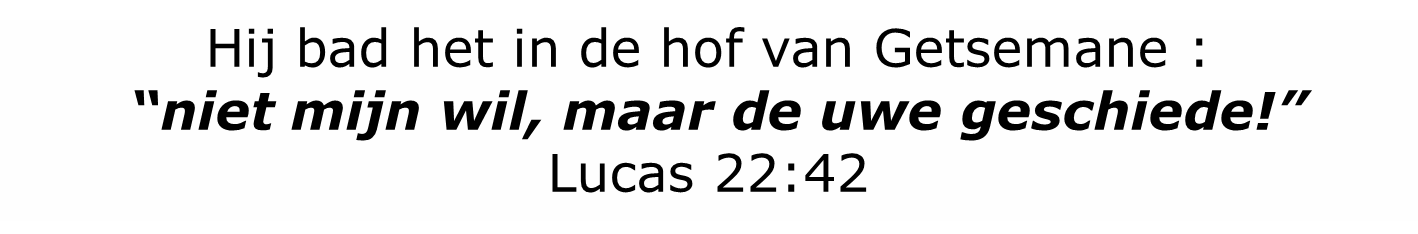 Hij bad het in de hof van Getsemane :
“niet mijn wil, maar de uwe geschiede!”
Lucas 22:42